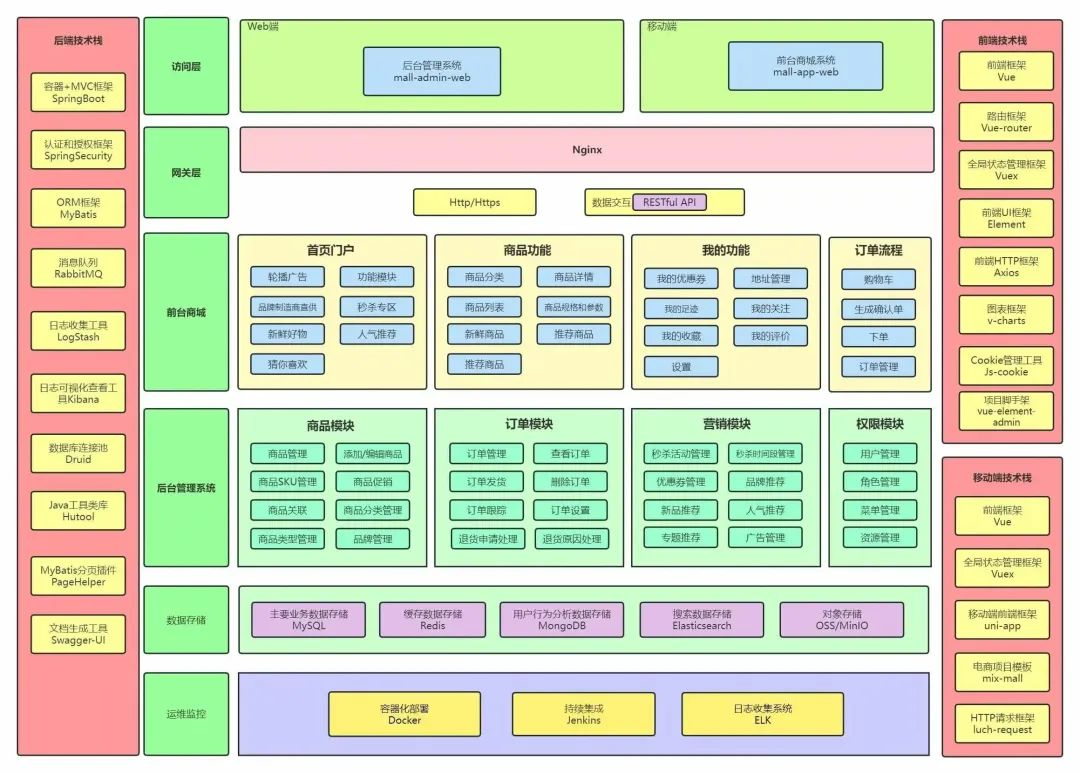 后端技术栈
容器+MVC框架
SpringBoot
认证和授权框架
SpringSecurity
ORM框架
MyBatis
消息队列
RabbitMQ
日志收集工具
LogStash
日志可视化查看工
具Kibana
数据库连接池
Druid
Java工具类库
Hutool
MyBatis分页插件
PageHelper
文档生成工具
Swagger-UI
访问层
Web端
后台管理系统
mall-admin-web
移动端
前台商城系统
mall-app-web
网关层
Nginx
Http/Https
数据交互 RESTful API
前台商城
首页门户
轮播广告 功能模块
品牌制造商直供 秒杀专区
新鲜好物 人气推荐
猜你喜欢
商品功能
商品分类 商品详情
商品列表 商品规格和参数
新鲜商品 推荐商品
推荐商品
我的功能
我的优惠券 地址管理
我的足迹 我的关注
我的收藏 我的评价
设置
订单流程
购物车
生成确认单
下单
订单管理
后台管理系统
商品模块
商品管理 添加/编辑商品
商品SKU管理 商品促销
商品关联 商品分类管理
商品类型管理 品牌管理
订单模块
订单管理 查看订单
订单发货 删除订单
订单跟踪 订单设置
退货申请处理 退货原因处理
营销模块
秒杀活动管理 秒杀时间段管理
优惠券管理 品牌推荐
新品推荐 人气推荐
专题推荐 广告管理
权限模块
用户管理
角色管理
菜单管理
资源管理
数据存储
主要业务数据存储
MySQL
缓存数据存储
Redis
用户行为分析数据存储
MongoDB
搜索数据存储
Elasticsearch
对象存储
OSS/MinIO
运维监控
容器化部署
Docker
持续集成
Jenkins
日志收集系统
ELK
前端技术栈
前端框架
Vue
路由框架
Vue-router
全局状态管理框架
Vuex
前端UI框架
Element
前端HTTP框架
Axios
图表框架
v-charts
Cookie管理工具
Js-cookie
项目脚手架
vue-element-
admin
移动端技术栈
前端框架
Vue
全局状态管理框架
Vuex
移动端前端框架
uni-app
电商项目模板
mix-mall
HTTP请求框架
luch-request